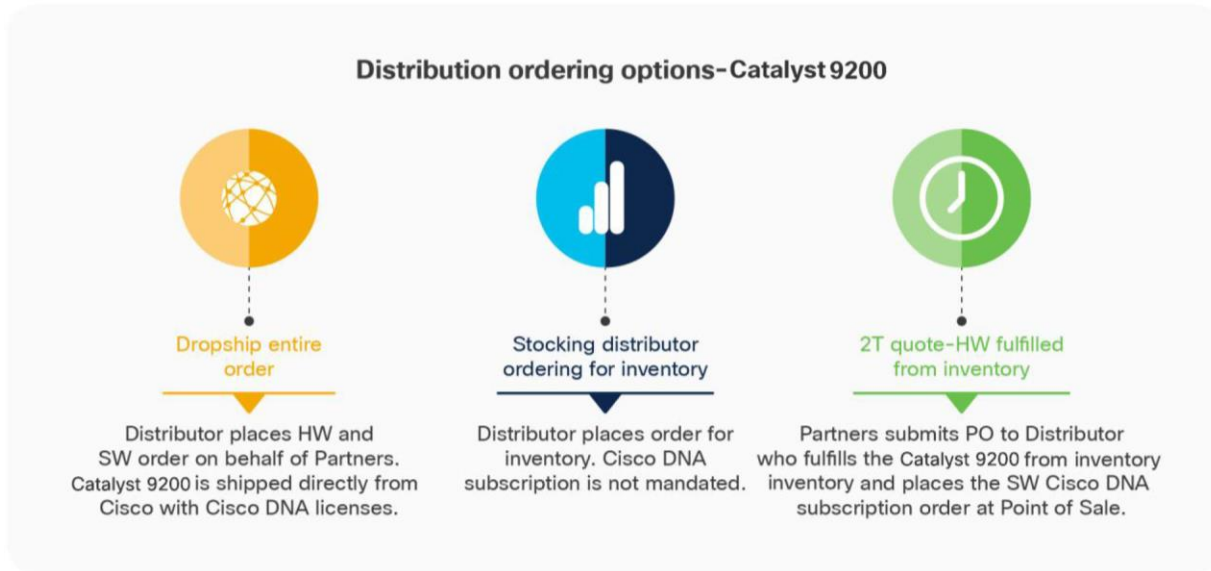 Distribution ordering options-Catalyst 9200
Dropship entire
order
Distributor places HW and
SW order on behalf of Partners.
Catalyst 9200 is shipped directly from
Cisco with Cisco DNA licenses.
Stocking distributor
ordering for inventory
Distributor places order for
inventory. Cisco DNA
subscription is not mandated.
2T quote-HW fulfilled
from inventory
Partners submits PO to Distributor
who fulfills the Catalyst 9200 from inventory
inventory and places the SW Cisco DNA
subscription order at Point of Sale.